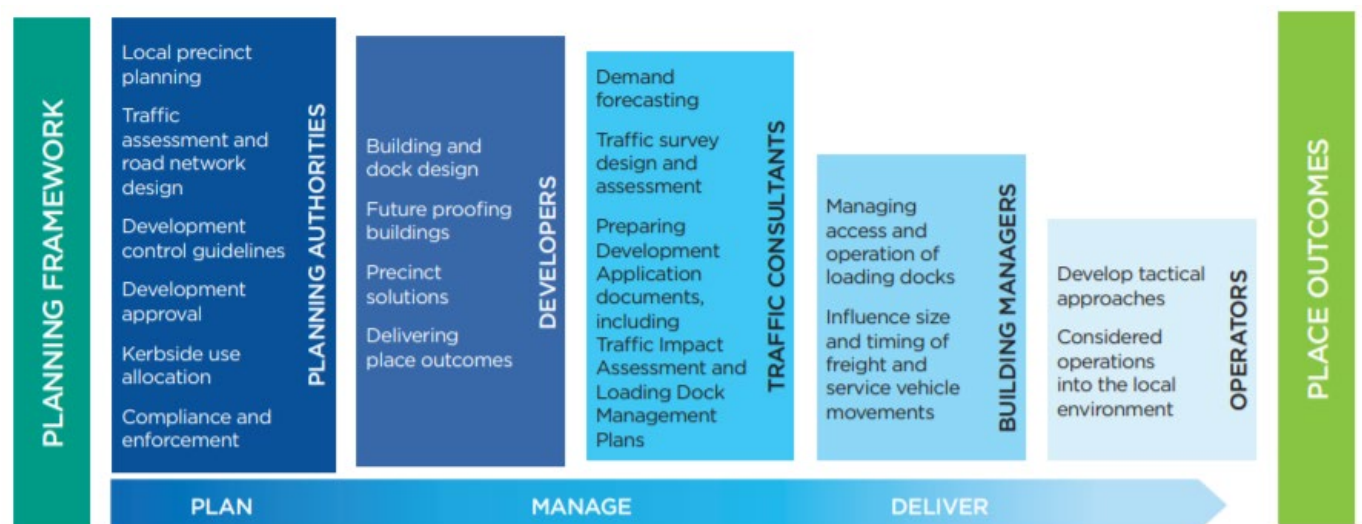 PLANNING FRAMEWORK
Local precinct
planning
Traffic
assessment and
road network
design
Development
control guidelines
Development
approval
Kerbside use
allocation
Compliance and
enforcement
PLANNING AUTHORITIES
Building and
dock design
Future proofing
buildings
Precinct
solutions
Delivering
place outcomes
DEVELOPERS
Demand
forecasting
Traffic survey
design and
assessment
Preparing
Development
Application
documents,
including
Traffic Impact
Assessment and
Loading Dock
Management
Plans
TRAFFIC CONSULTANTS
Managing
access and
operation of
loading docks
Influence size
and timing of
freight and
service vehicle
movements
BUILDING MANAGERS
Develop tactical
approaches
Considered
operations
into the local
environment
OPERATORS
PLACE OUTCOMES
PLAN
MANAGE
DELIVER